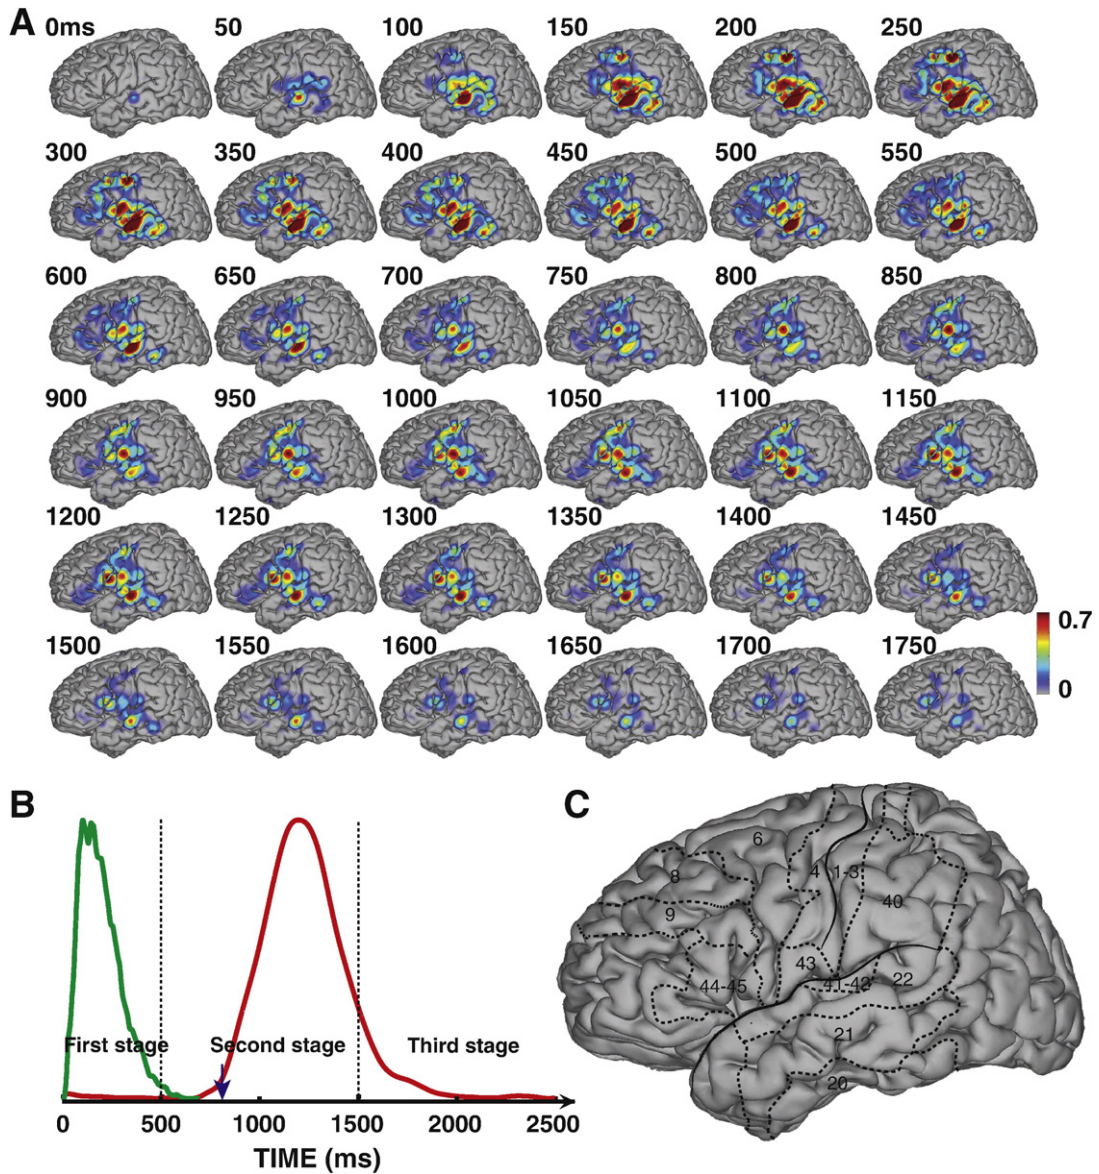 A
0ms 50 100 150 200 250
300 350 400 450 500 550
600 650 700 750 800 850
900 950 1000 1050 1100 1150
1200 1250 1300 1350 1400 1450
0.7
0
1500 1550 1600 1650 1700 1750
B
First stage Second stage Third stage
0 500 1000 1500 2000 2500
TIME (ms)
C
6
4 1-3
8
40
9
43
44-45 41-42 22
21
20